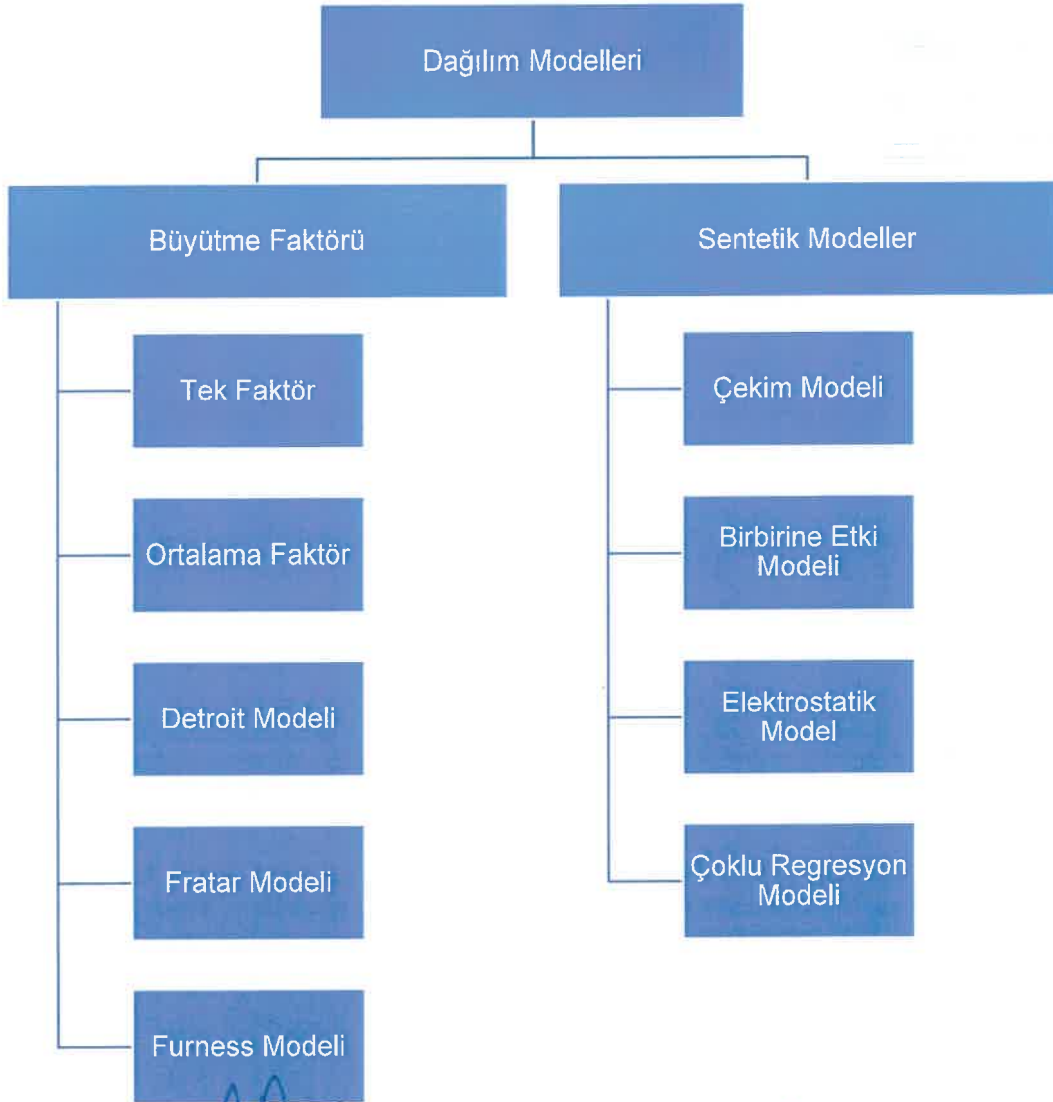 Dağılım Modelleri
Büyütme Faktörü
Tek Faktör
Ortalama Faktör
Detroit Modeli
Fratar Modeli
Furness Modeli
Sentetik Modeller
Çekim Modeli
Birbirine Etki
Modeli
Elektrostatik
Model
Çoklu Regresyon
Modeli